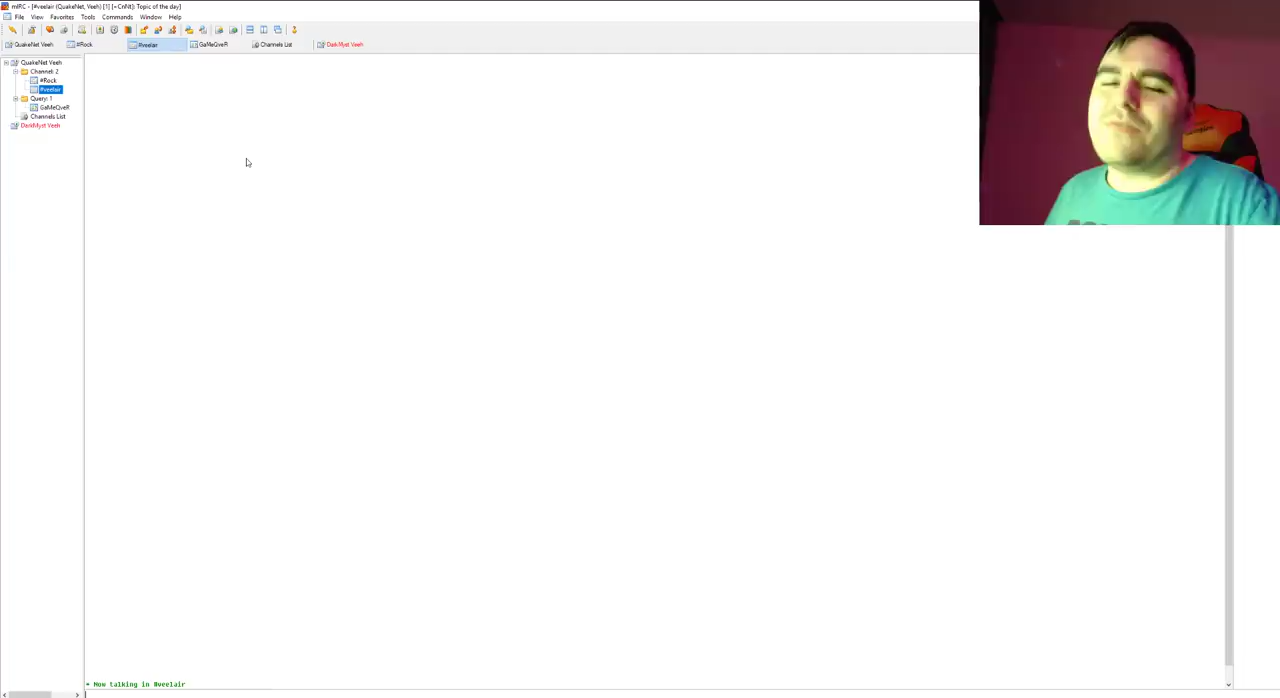 mIRC - [#veelair (QuakeNet, Veeh) [1] [+CnNt]: Topic of the day]
File View Favorites Tools Commands Window Help
QuakeNet Veeh #Rock #veelair GaMeQveR Channels List DarkMyst Veeh
QuakeNet Veeh
Channel: 2
#Rock
#veelair
Query: 1
GaMeQveR
Channels List
DarkMyst Veeh
* Now talking in #veelair